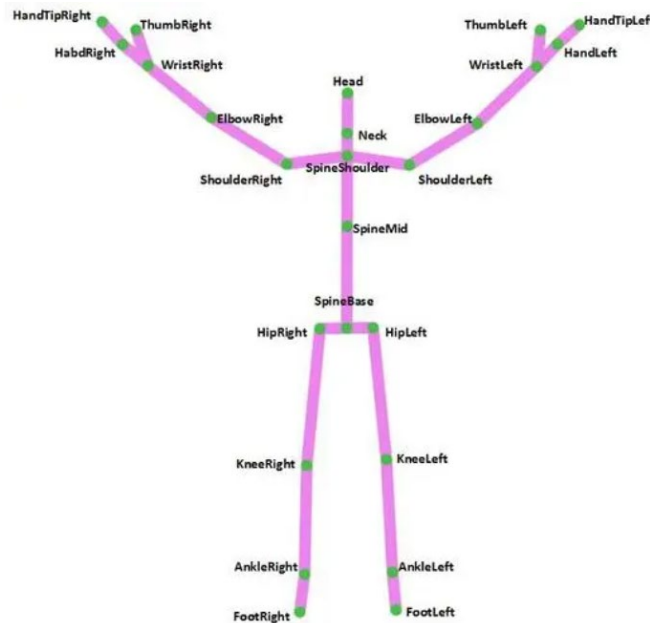 HandTipRight
ThumbRight
ThumbLeft
HandTipLef
HabdRight
HandLeft
WristRight
WristLeft
Head
ElbowRight
ElbowLeft
Neck
SpineShoulder
ShoulderRight
ShoulderLeft
SpineMid
SpineBase
HipRight
HipLeft
KneeRight
KneeLeft
AnkleRight
AnkleLeft
FootRight
FootLeft